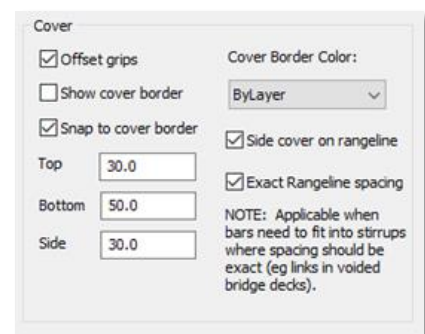 Cover
Offset grips
Show cover border
Snap to cover border
Top 30.0
Bottom 50.0
Side 30.0
Cover Border Color:
ByLayer
Side cover on rangeline
Exact Rangeline spacing
NOTE: Applicable when
bars need to fit into stirrups
where spacing should be
exact (eg links in voided
bridge decks).